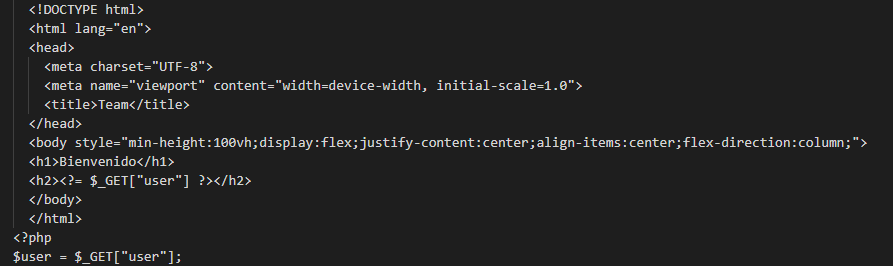 <!DOCTYPE html>
<html lang="en">
<head>
<meta charset="UTF-8">
<meta name="viewport" content="width=device-width, initial-scale=1.0">
<title>Team</title>
</head>
<body style="min-height:100vh;display:flex;justify-content:center;align-items:center;flex-direction:column;">
<h1>Bienvenido</h1>
<h2><?= $_GET["user"] ?></h2>
</body>
</html>
<?php
$user = $_GET["user"];